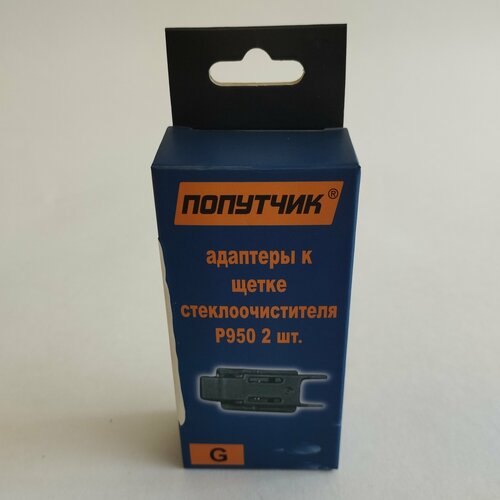 ПОПУТЧИК®
адаптеры к
щетке
стеклоочистителя
P950 2 шт.
G